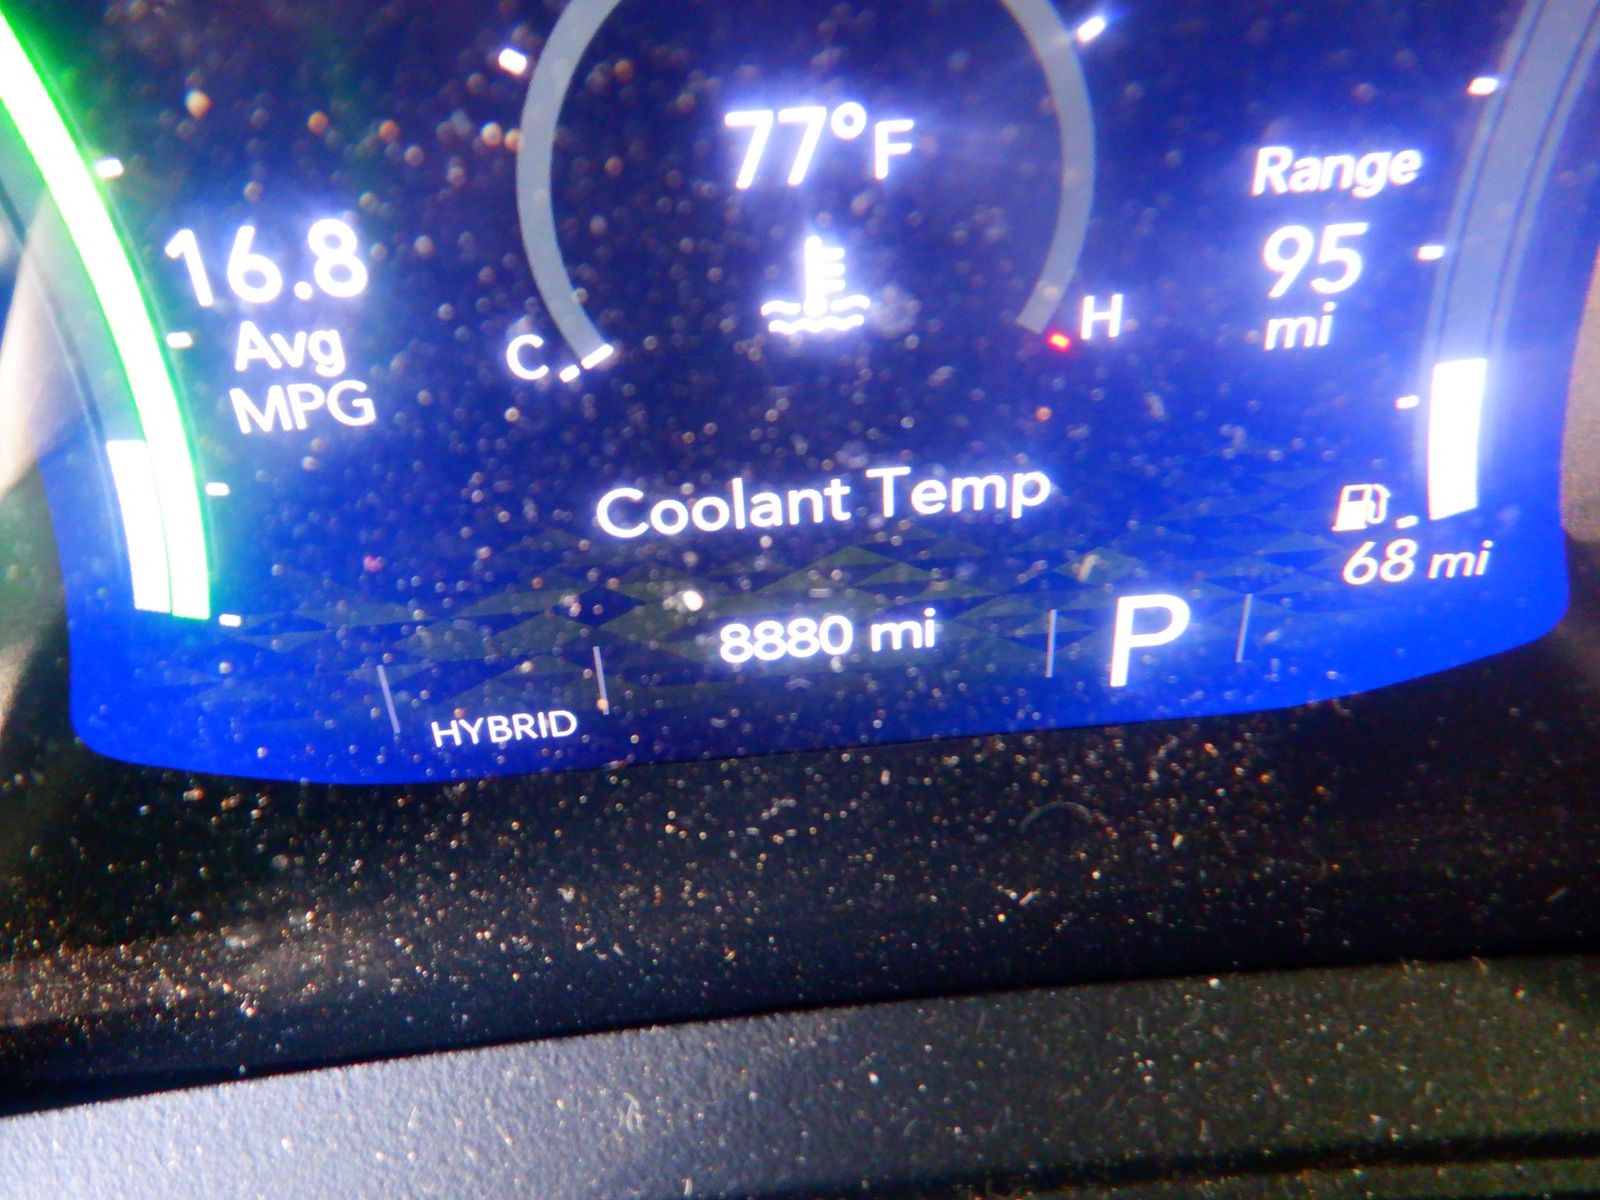 77°F
Range
16.8
95
mi
Avg
MPG
C
H
Coolant Temp
68 mi
8880 mi
P
HYBRID